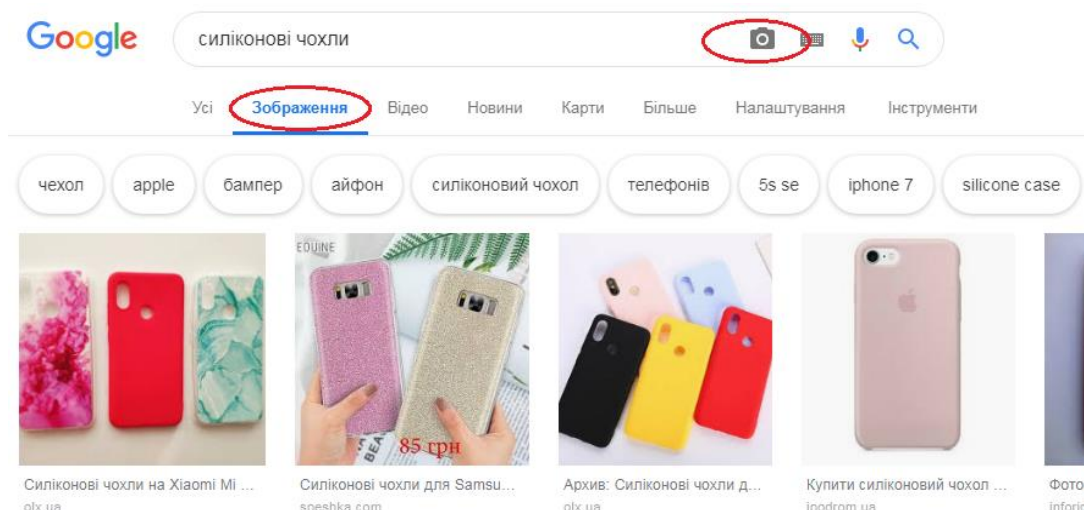 Google
силіконові чохли
Усі Зображення Відео Новини Карти Більше Налаштування Інструменти
чехол apple бампер айфон силіконовий чохол телефонів 5s se iphone 7 silicone case
EQUINE
85 грн
Силіконові чохли на Xiaomi Mi ... Силіконові чохли для Samsu... Архив: Силіконові чохли д... Купити силіконовий чохол ... Фото
olx.ua speshka.com olx.ua ipodrom.ua